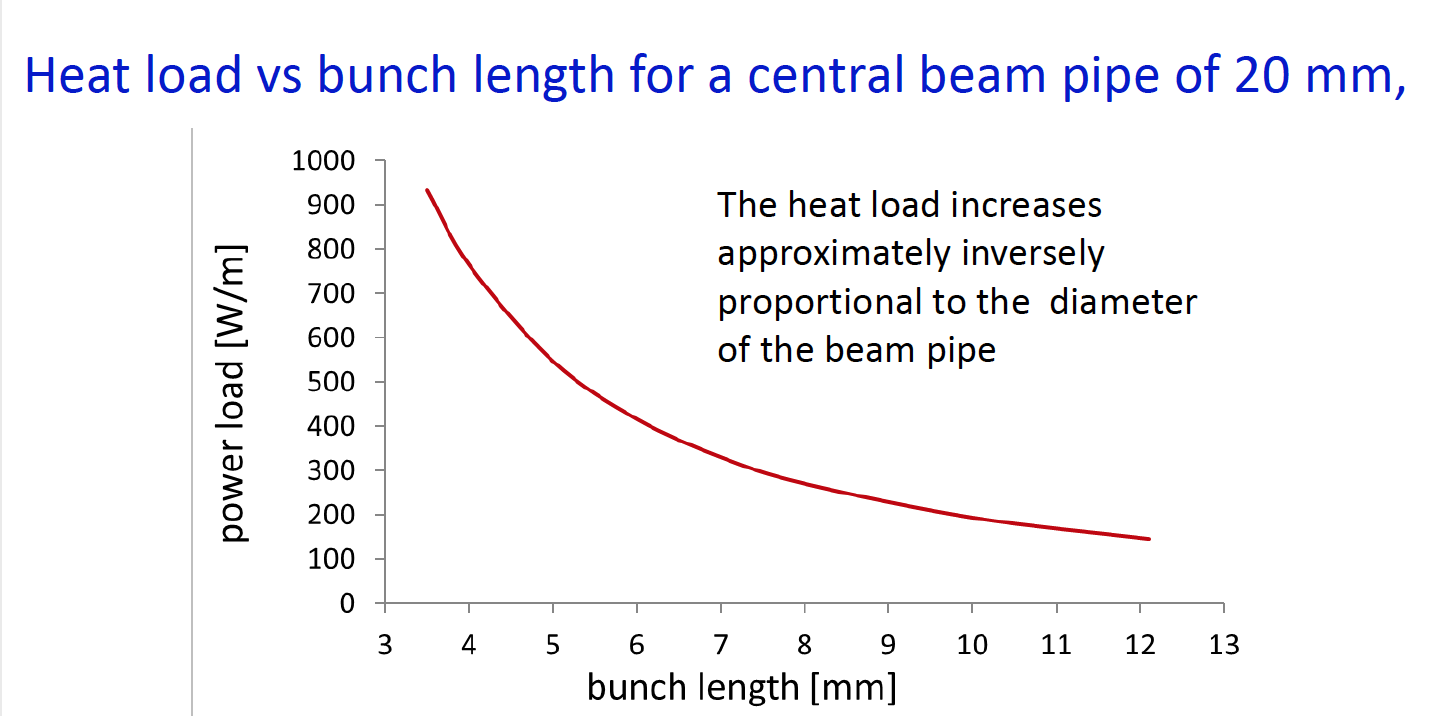 Heat load vs bunch length for a central beam pipe of 20 mm,
The heat load increases
approximately inversely
proportional to the diameter
of the beam pipe
power load [W/m]
1000
900
800
700
600
500
400
300
200
100
0
3 4 5 6 7 8 9 10 11 12 13
bunch length [mm]